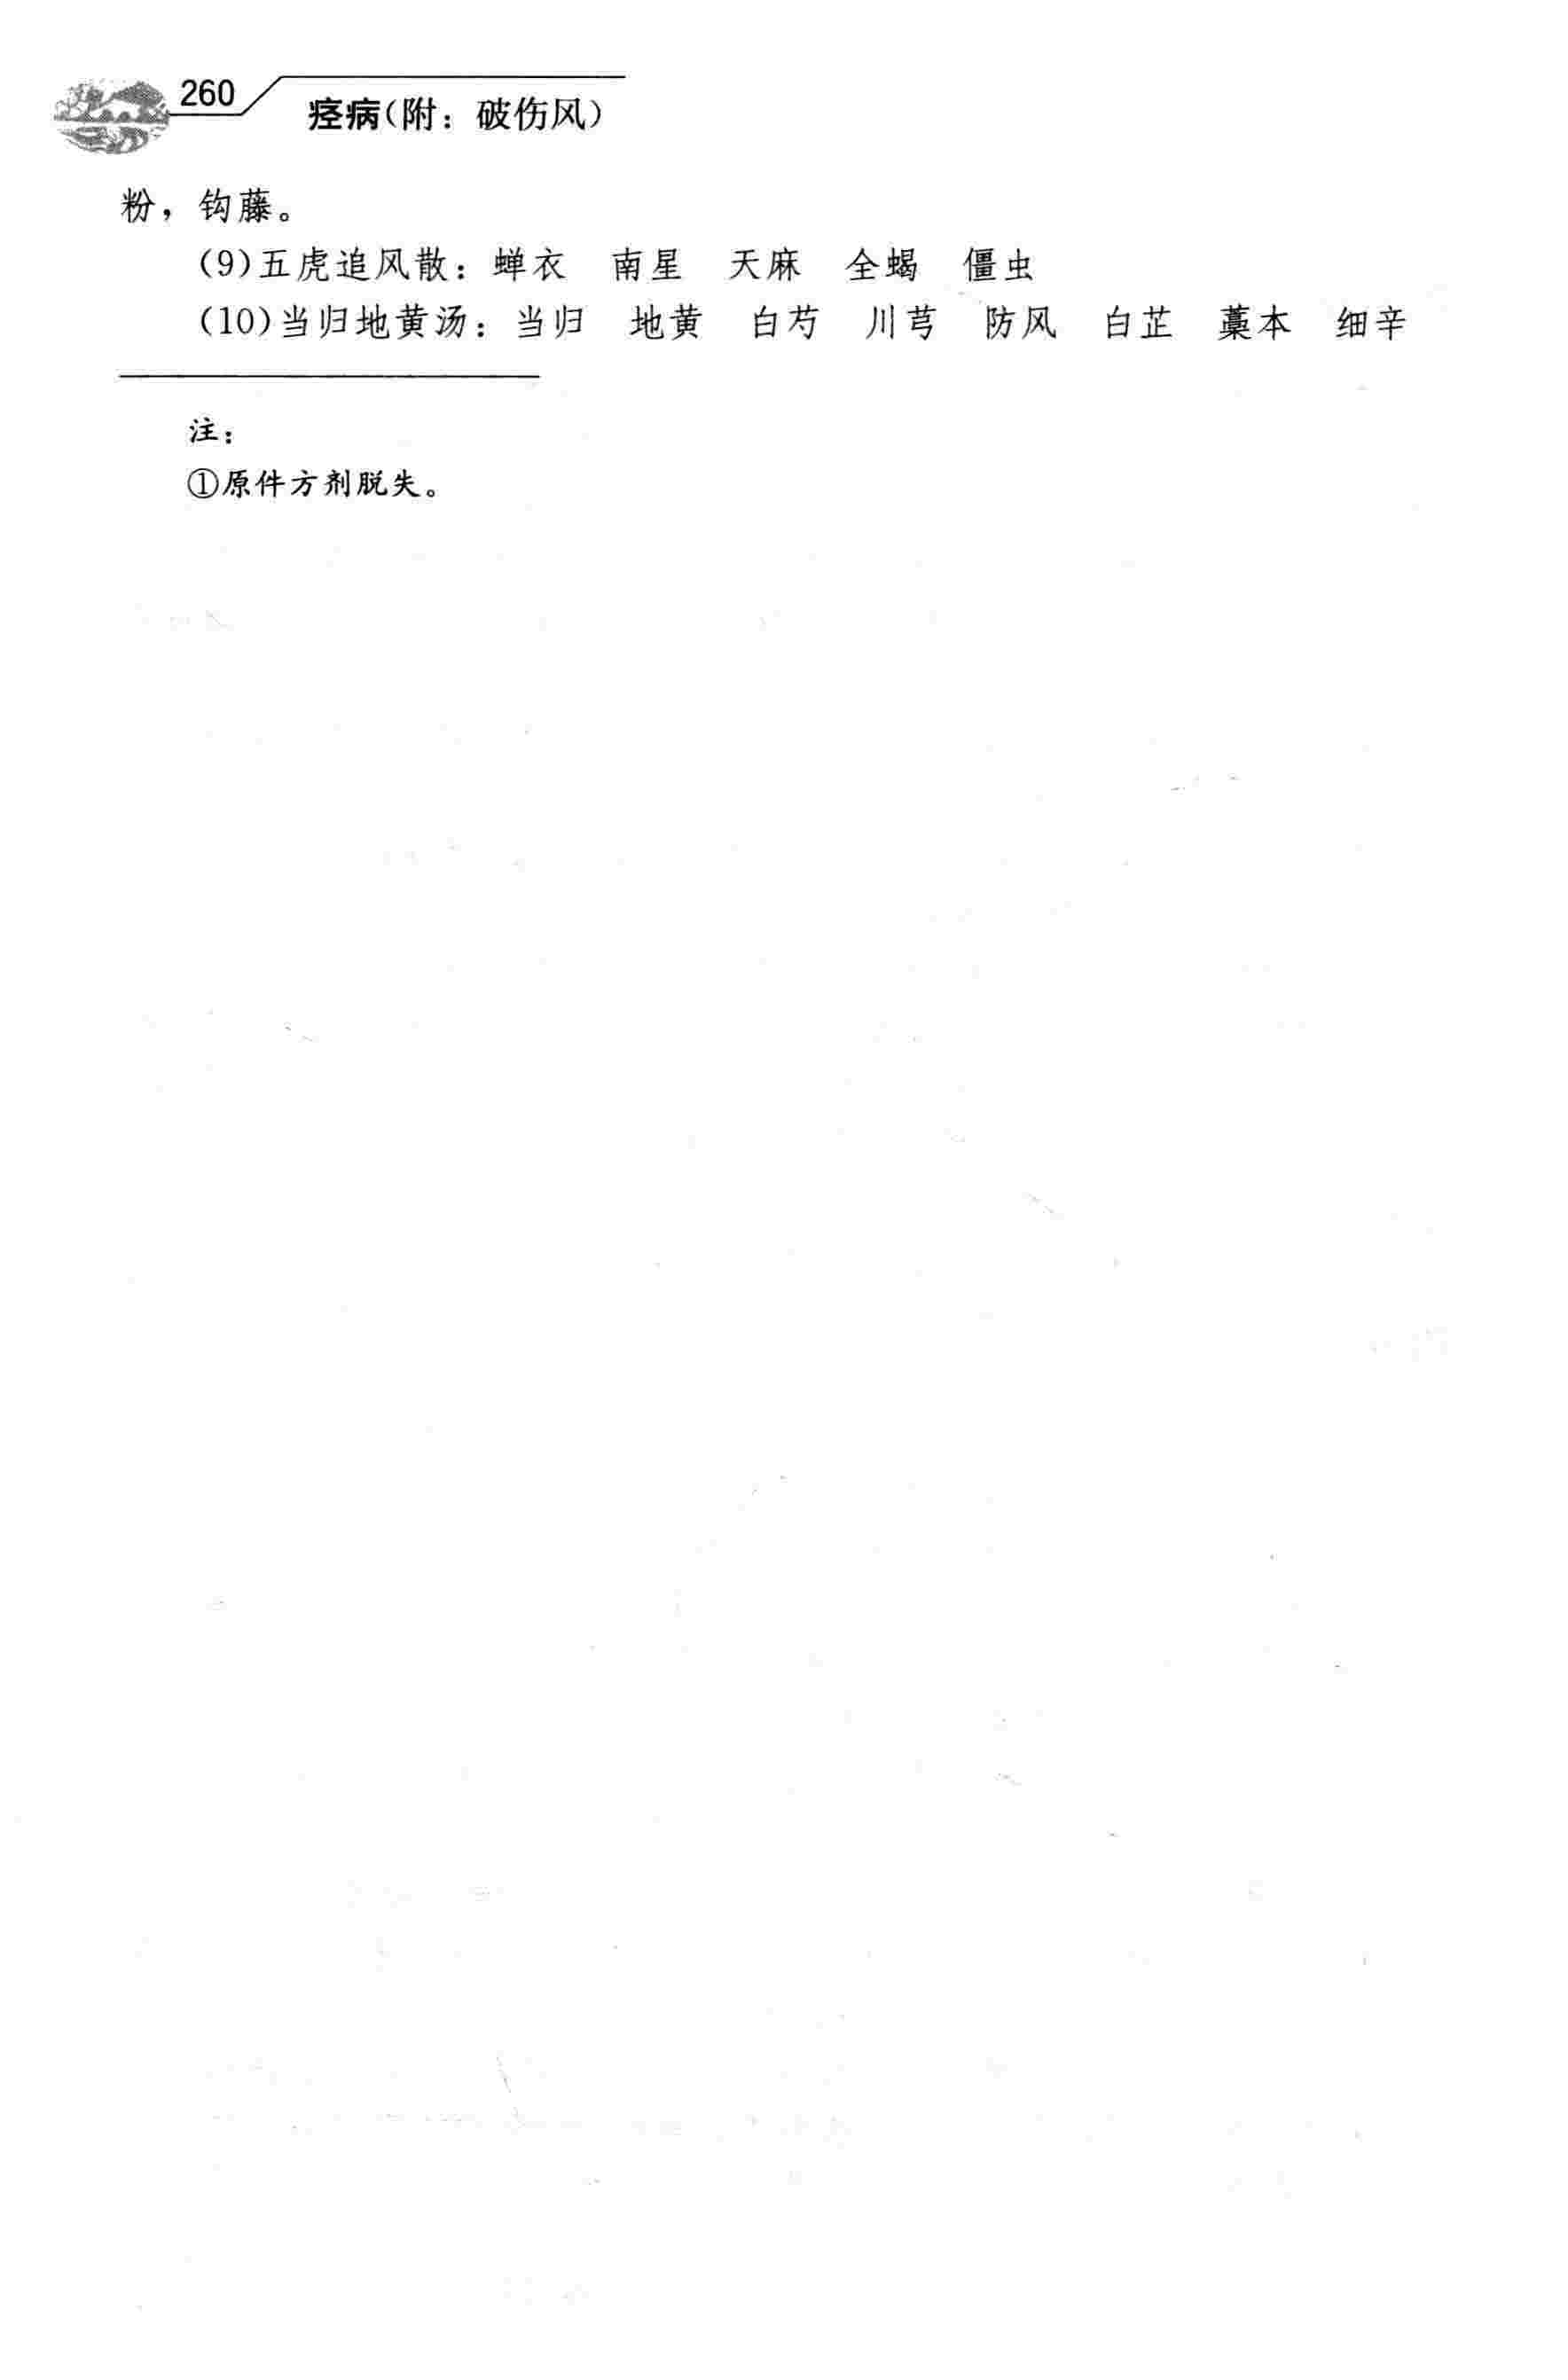 260
痉病(附：破伤风)
粉，钩藤。
(9)五虎追风散：蝉衣　南星　天麻　全蝎　僵虫
(10)当归地黄汤：当归　地黄　白芍　川芎　防风　白芷　藁本　细辛
注：
①原件方剂脱失。